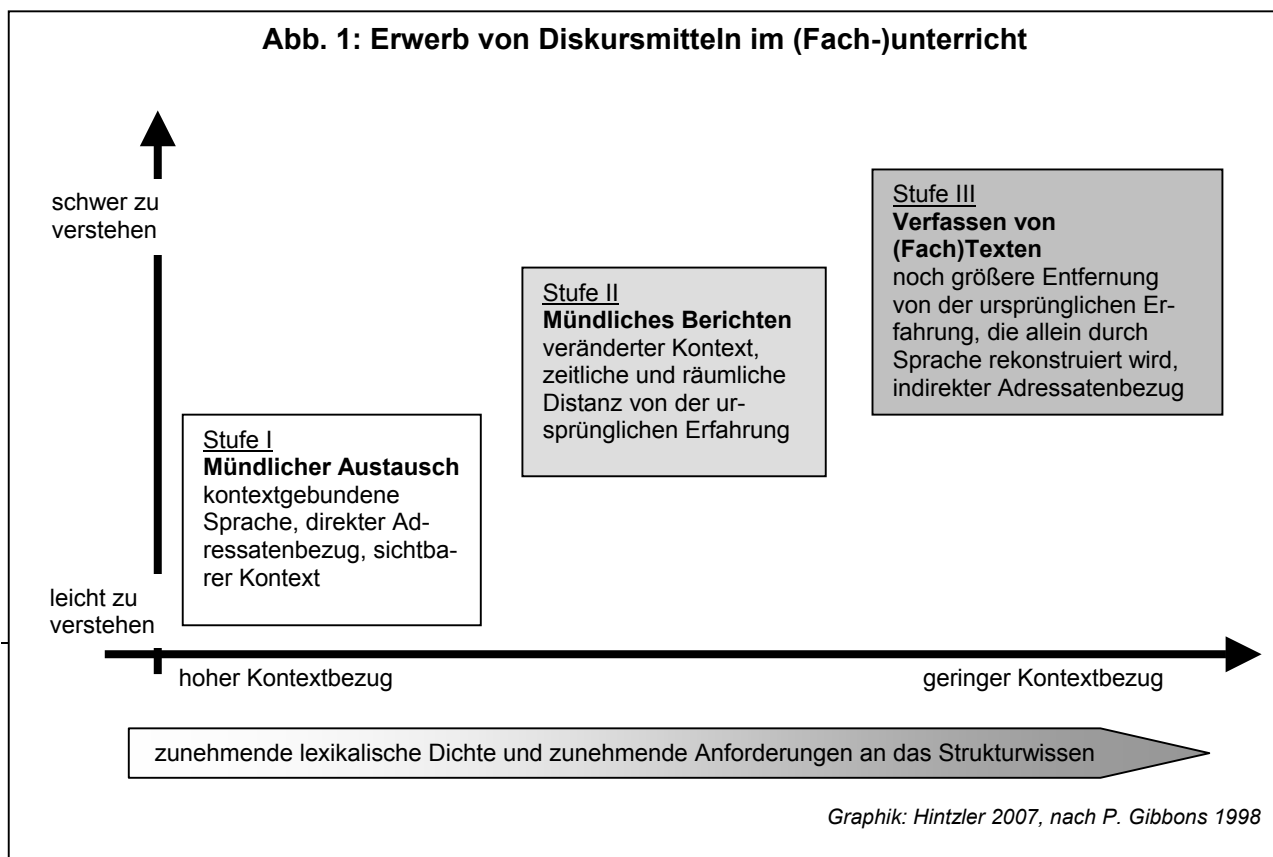 Abb. 1: Erwerb von Diskursmitteln im (Fach-)unterricht
schwer zu
verstehen
Stufe III
Verfassen von
(Fach)Texten
noch größere Entfernung
von der ursprünglichen Er-
fahrung, die allein durch
Sprache rekonstruiert wird,
indirekter Adressatenbezug
Stufe II
Mündliches Berichten
veränderter Kontext,
zeitliche und räumliche
Distanz von der ur-
sprünglichen Erfahrung
Stufe I
Mündlicher Austausch
kontextgebundene
Sprache, direkter Ad-
ressatenbezug, sichtba-
rer Kontext
leicht zu
verstehen
hoher Kontextbezug
geringer Kontextbezug
zunehmende lexikalische Dichte und zunehmende Anforderungen an das Strukturwissen
Graphik: Hintzler 2007, nach P. Gibbons 1998